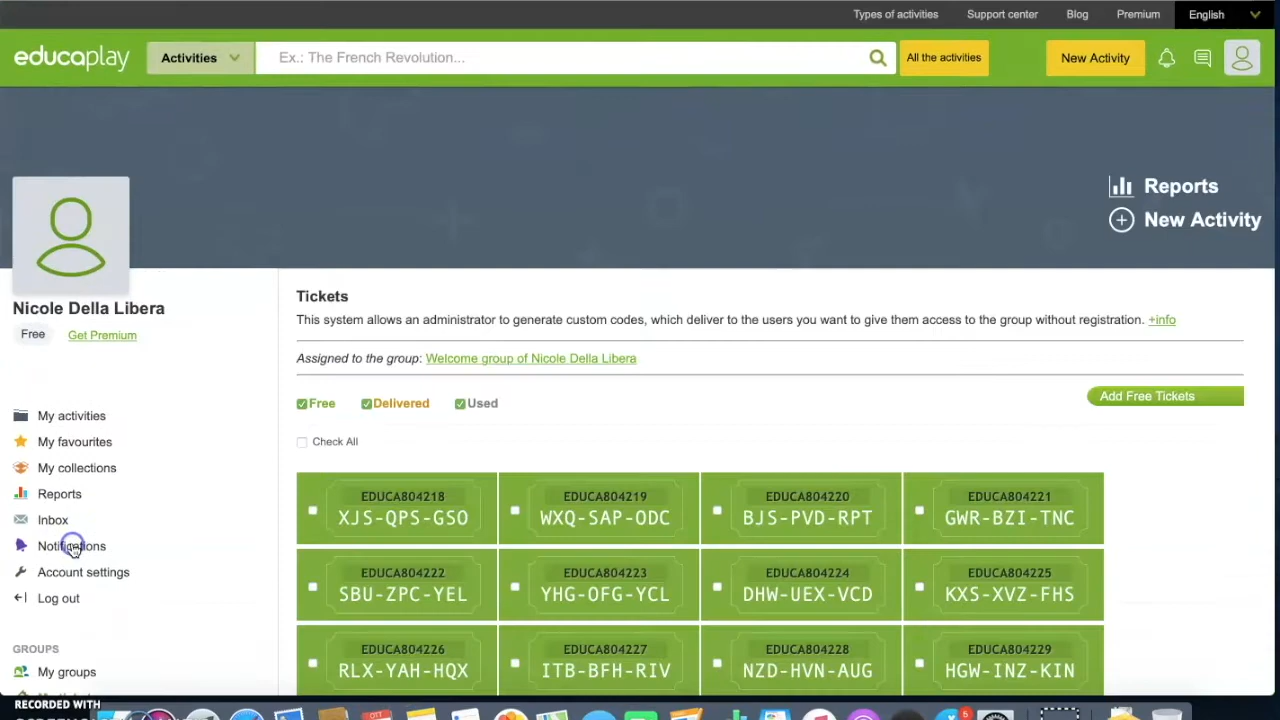 Types of activities Support center Blog Premium English
educaplay Activities Ex.: The French Revolution... All the activities New Activity
Reports
New Activity
Nicole Della Libera
Free Get Premium
My activities
My favourites
My collections
Reports
Inbox
Notifications
Account settings
Log out
GROUPS
My groups
Tickets
This system allows an administrator to generate custom codes, which deliver to the users you want to give them access to the group without registration. +info
Assigned to the group: Welcome group of Nicole Della Libera
Free Delivered Used
Add Free Tickets
Check All
EDUCA804218 EDUCA804219 EDUCA804220 EDUCA804221
XJS-QPS-GSO WXQ-SAP-ODC BJS-PVD-RPT GWR-BZI-TNC
EDUCA804222 EDUCA804223 EDUCA804224 EDUCA804225
SBU-ZPC-YEL YHG-OFG-YCL DHW-UEX-VCD KXS-XVZ-FHS
EDUCA804226 EDUCA804227 EDUCA804228 EDUCA804229
RLX-YAH-HQX ITB-BFH-RIV NZD-HVN-AUG HGW-INZ-KIN
RECORDED WITH
5